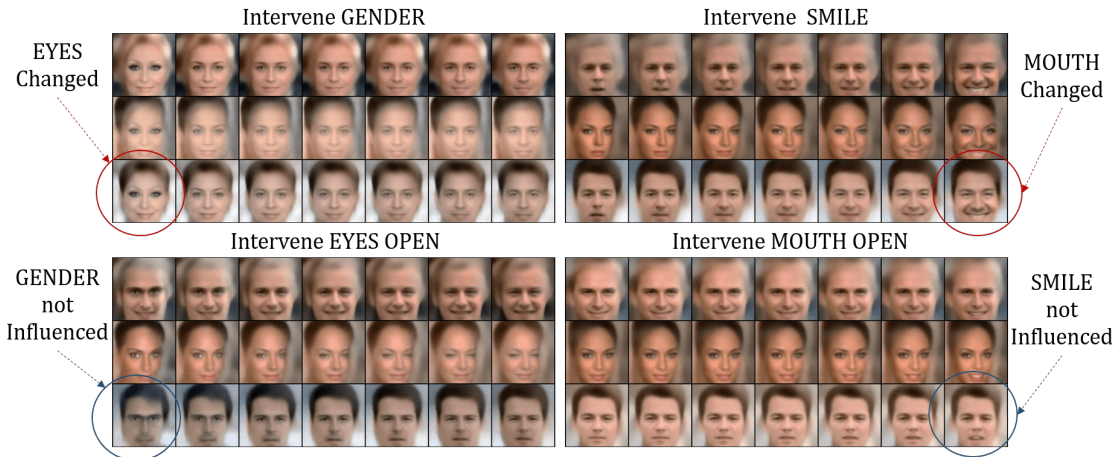 Intervene GENDER
Intervene  SMILE
EYES
Changed
MOUTH
Changed
Intervene EYES OPEN
Intervene MOUTH OPEN
GENDER
not
Influenced
SMILE
not
Influenced